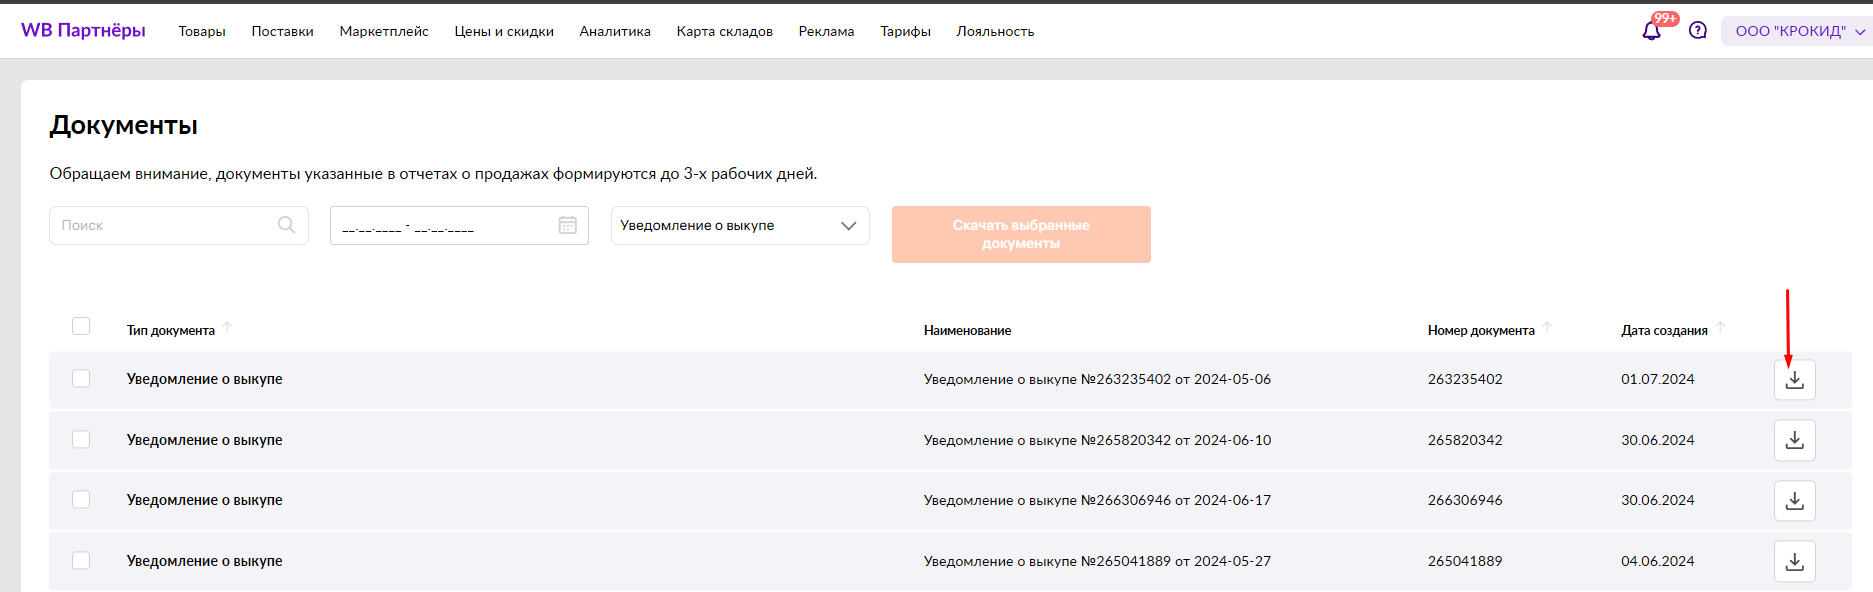 WB Партнёры Товары Поставки Маркетплейс Цены и скидки Аналитика Карта складов Реклама Тарифы Лояльность 99+ ООО "КРОКИД"
Документы
Обращаем внимание, документы указанные в отчетах о продажах формируются до 3-х рабочих дней.
Поиск __.__.____ - __.__.____ Уведомление о выкупе Скачать выбранные
документы
Тип документа Наименование Номер документа Дата создания
Уведомление о выкупе Уведомление о выкупе №263235402 от 2024-05-06 263235402 01.07.2024
Уведомление о выкупе Уведомление о выкупе №265820342 от 2024-06-10 265820342 30.06.2024
Уведомление о выкупе Уведомление о выкупе №266306946 от 2024-06-17 266306946 30.06.2024
Уведомление о выкупе Уведомление о выкупе №265041889 от 2024-05-27 265041889 04.06.2024